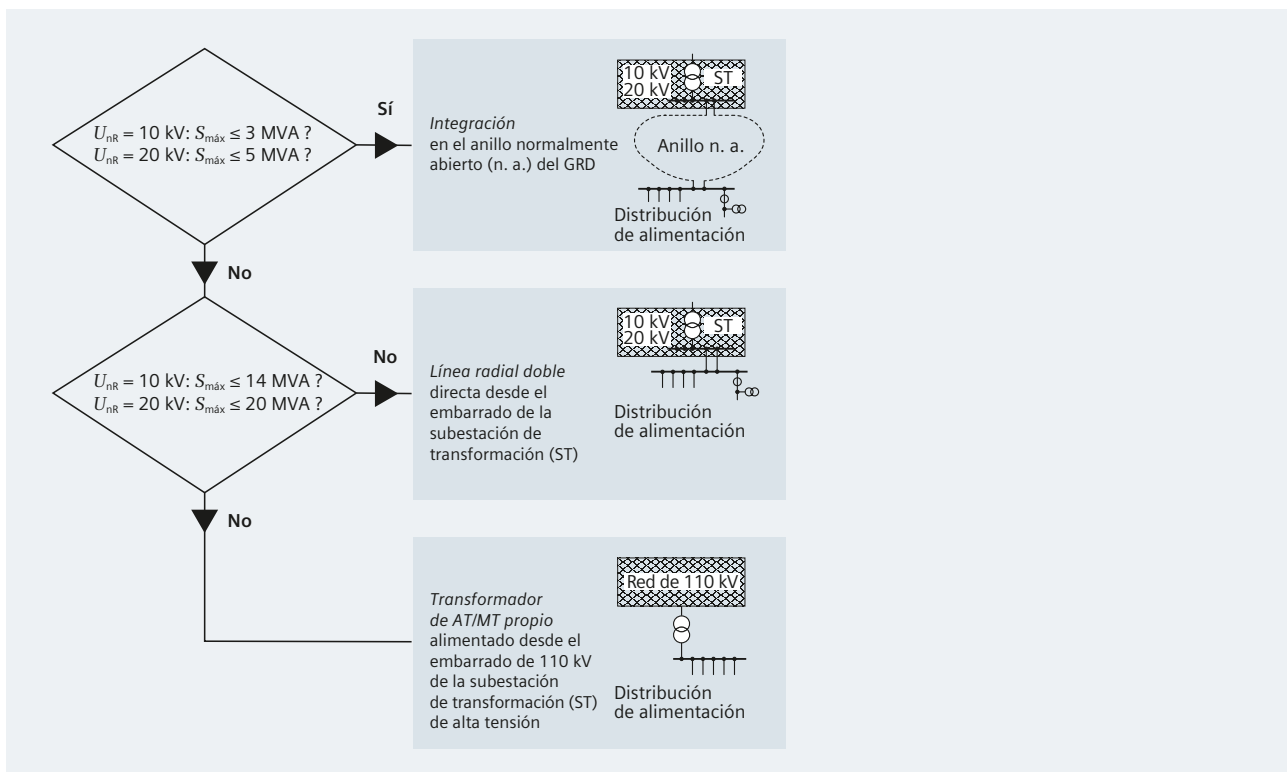 U_nR = 10 kV: S_máx ≤ 3 MVA ?
U_nR = 20 kV: S_máx ≤ 5 MVA ?
Sí
Integración
en el anillo normalmente
abierto (n. a.) del GRD
10 kV
20 kV
ST
Anillo n. a.
Distribución
de alimentación
No
U_nR = 10 kV: S_máx ≤ 14 MVA ?
U_nR = 20 kV: S_máx ≤ 20 MVA ?
No
Línea radial doble
directa desde el
embarrado de la
subestación de
transformación (ST)
10 kV
20 kV
ST
Distribución
de alimentación
No
Transformador
de AT/MT propio
alimentado desde el
embarrado de 110 kV
de la subestación
de transformación (ST)
de alta tensión
Red de 110 kV
Distribución
de alimentación